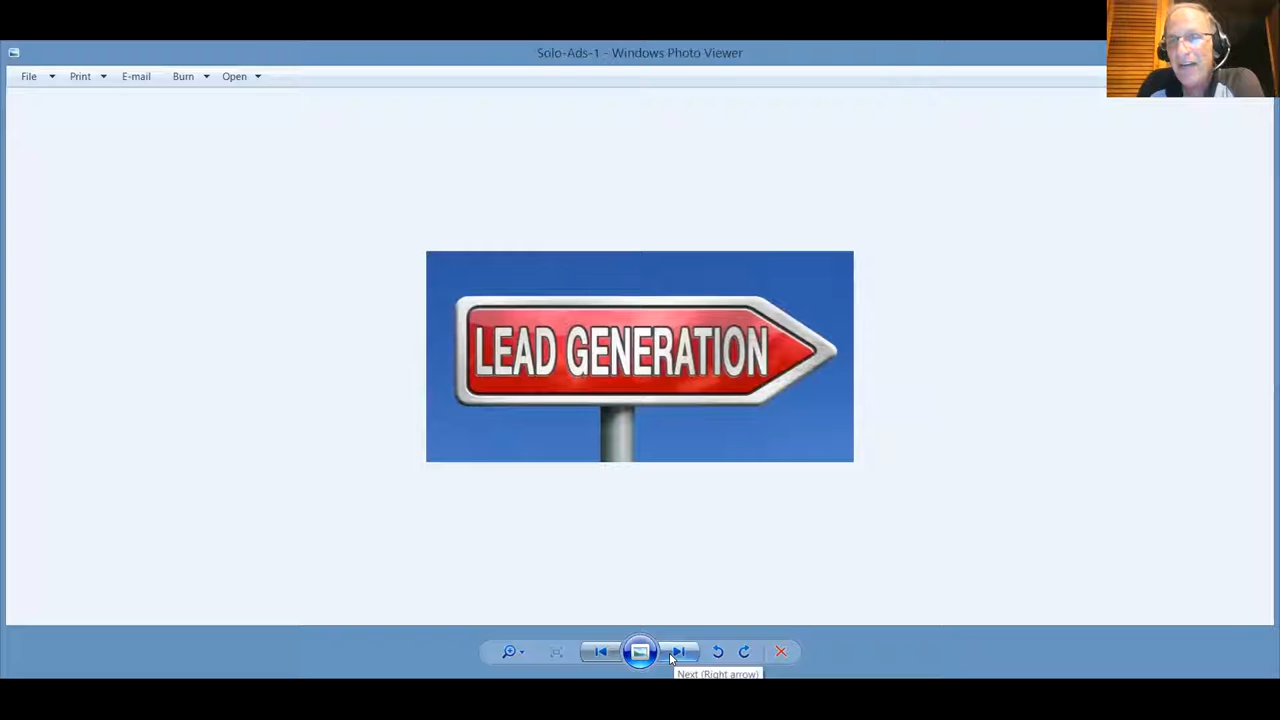 Solo-Ads-1 - Windows Photo Viewer
File Print E-mail Burn Open
LEAD GENERATION
Next (Right arrow)